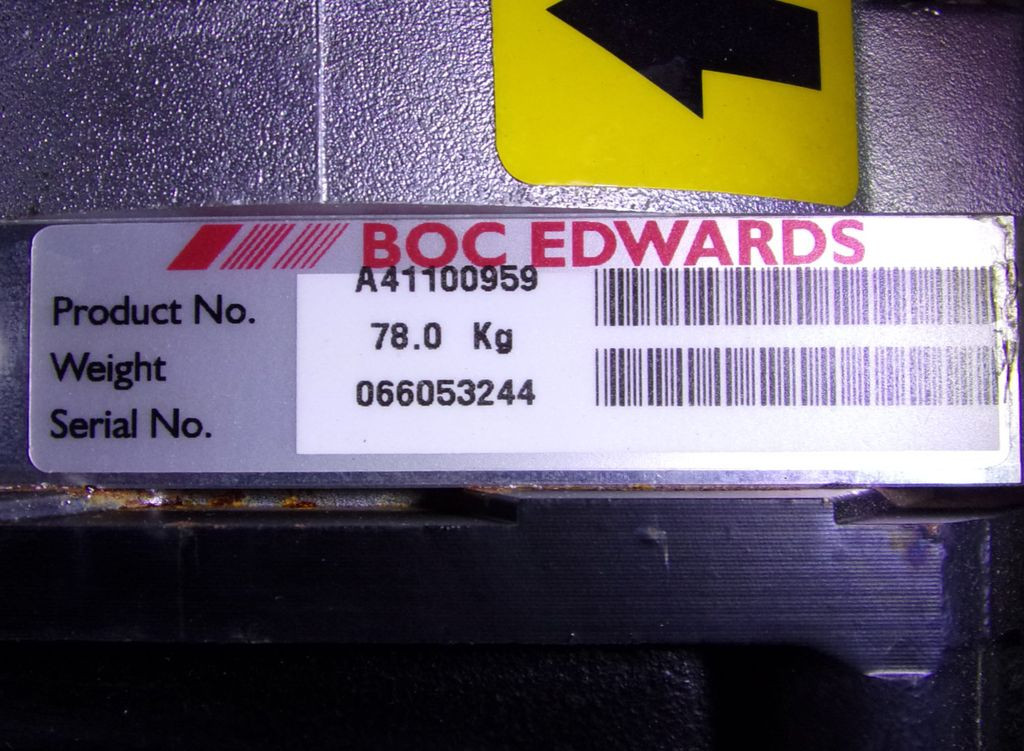 BOC EDWARDS
Product No. A41100959
Weight 78.0 Kg
Serial No. 066053244